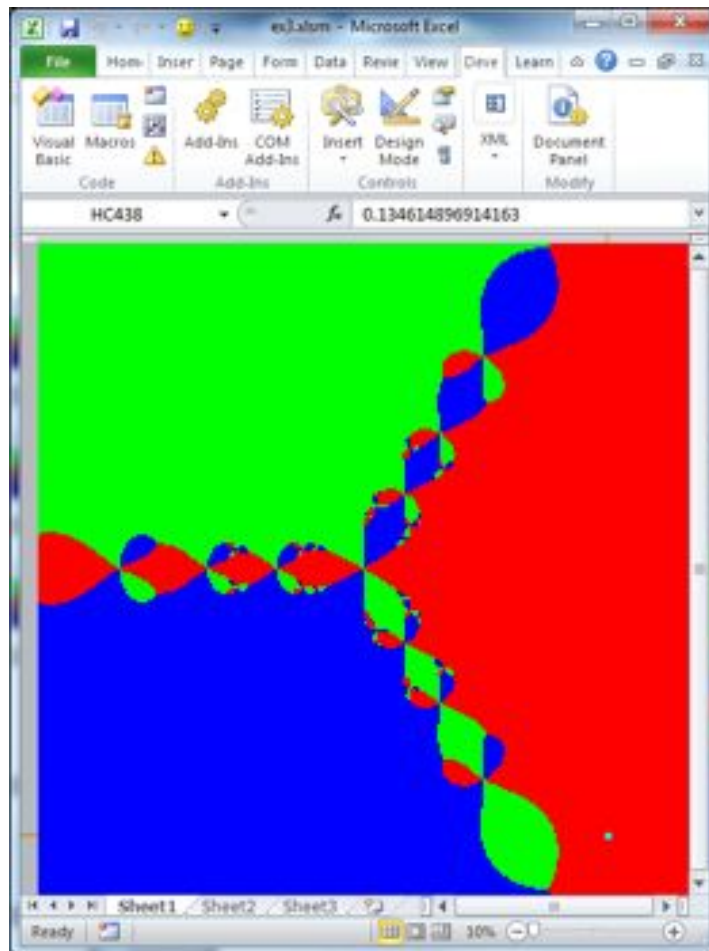 es3.xlsm - Microsoft Excel
File Hom Inser Page Form Data Revie View Deve Learn
Visual Basic
Macros
Add-Ins
COM Add-Ins
Insert
Design Mode
XML
Document Panel
Code Add-Ins Controls Modify
HC438 fx 0.134614896914163
Sheet1 Sheet2 Sheet3
Ready 10%